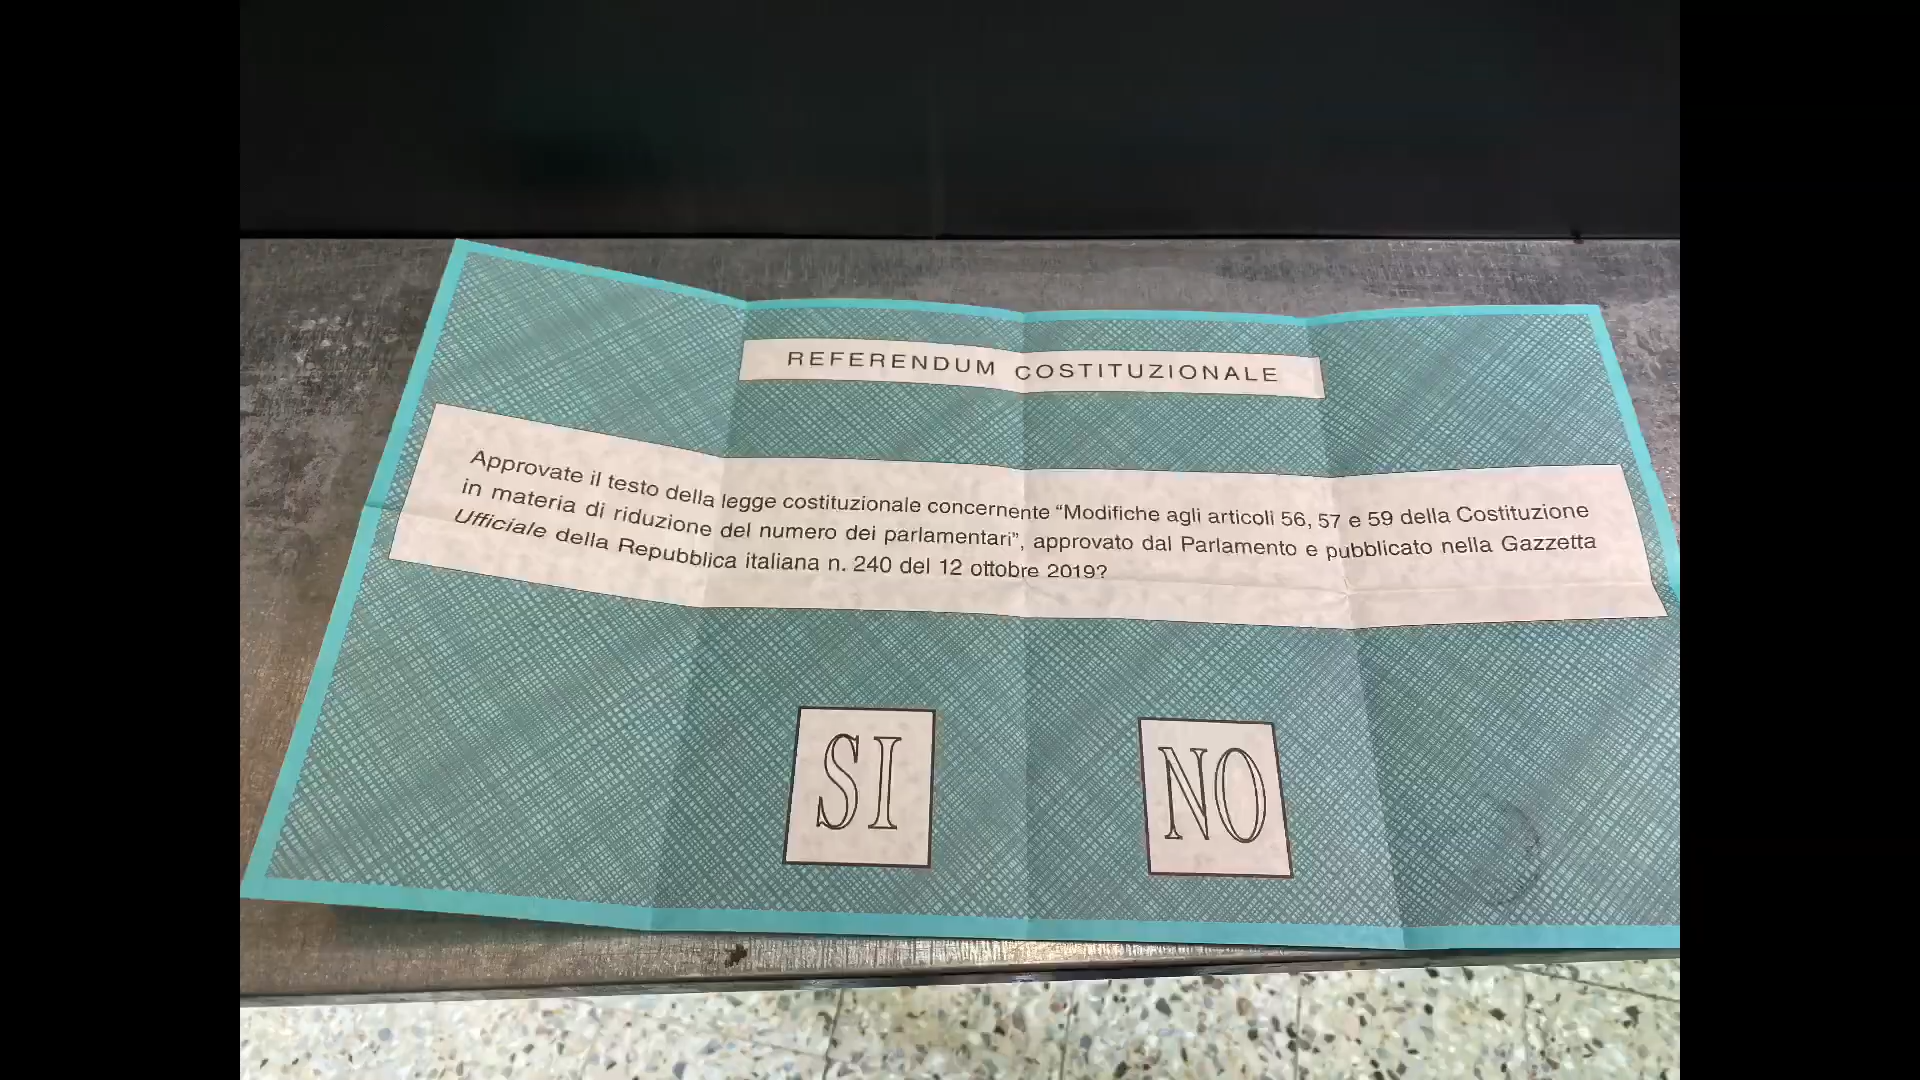 REFERENDUM COSTITUZIONALE
Approvate il testo della legge costituzionale concernente “Modifiche agli articoli 56, 57 e 59 della Costituzione
in materia di riduzione del numero dei parlamentari”, approvato dal Parlamento e pubblicato nella Gazzetta
Ufficiale della Repubblica italiana n. 240 del 12 ottobre 2019?
SI
NO